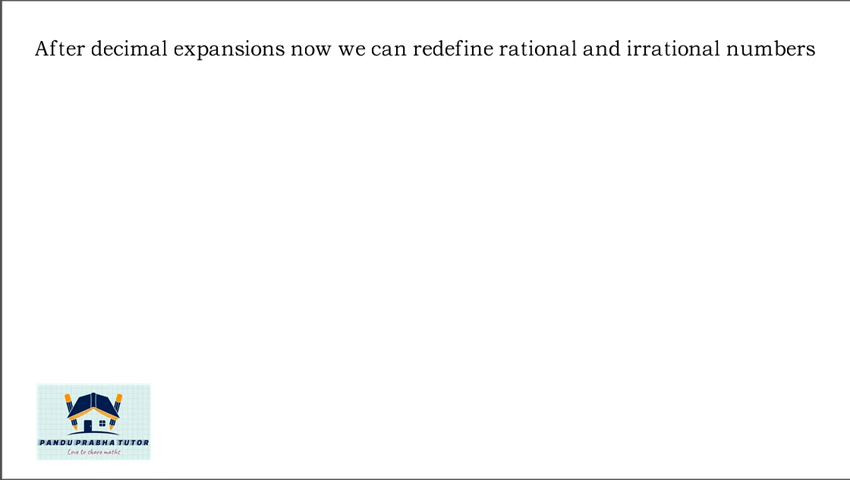 After decimal expansions now we can redefine rational and irrational numbers
PANDU PRABHA TUTOR
Love to share maths